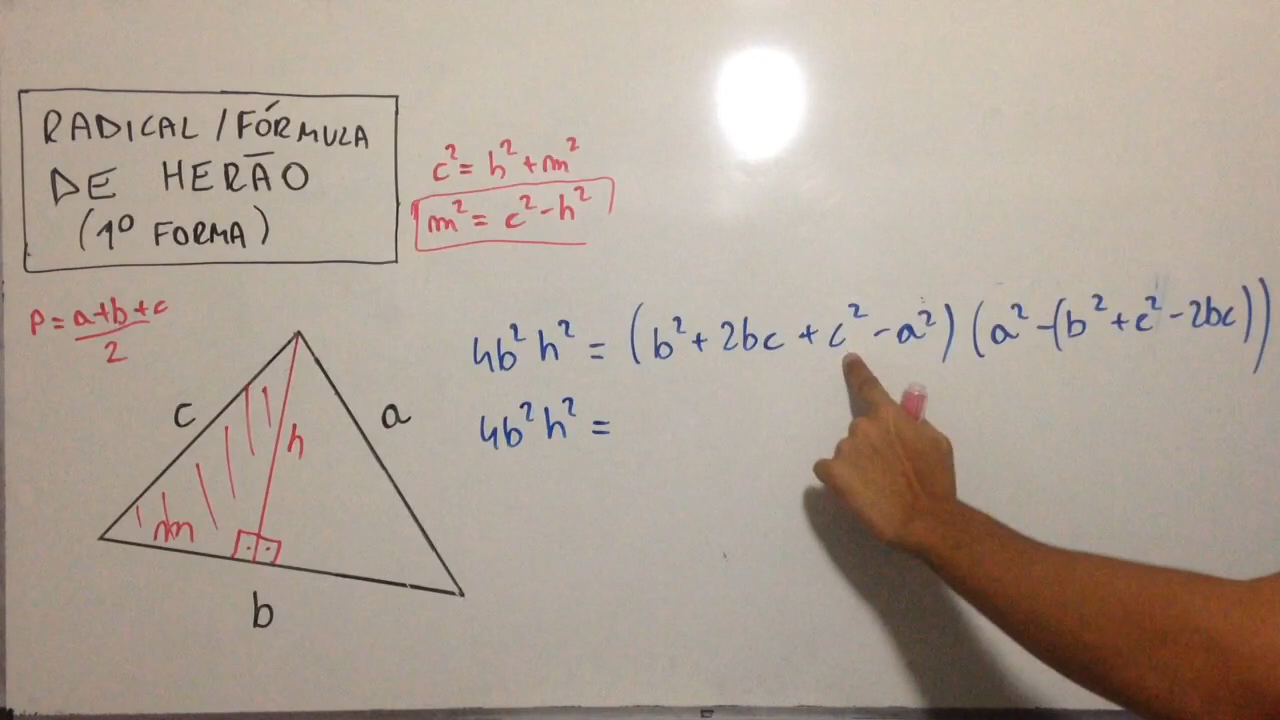 RADICAL / FÓRMULA
DE HERÃO
(1º FORMA)
c² = h² + m²
m² = c² - h²
P = a+b+c
2
4b²h² = (b² + 2bc + c² - a²) (a² - (b² + c² - 2bc))
4b²h² =
c
a
h
m
b